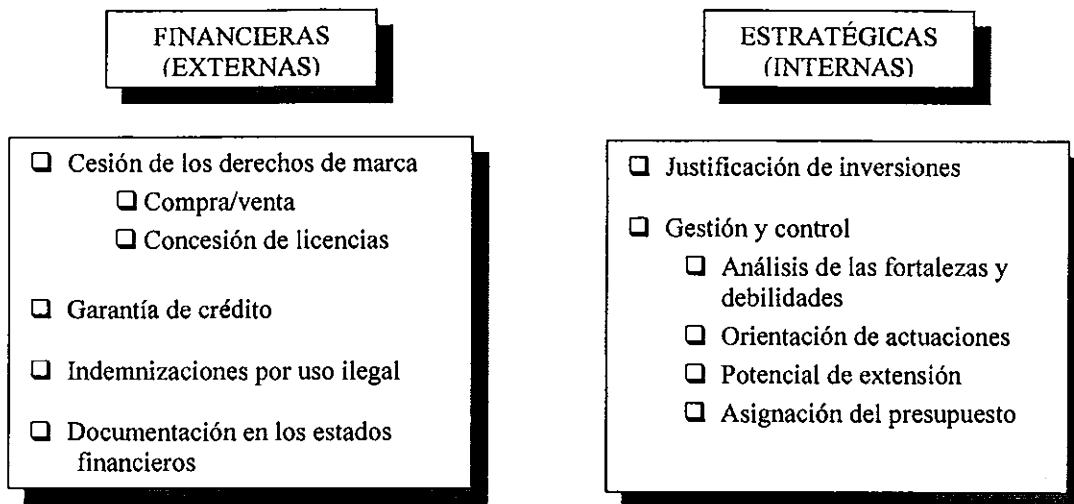 FINANCIERAS
(EXTERNAS)
❑ Cesión de los derechos de marca
❑ Compra/venta
❑ Concesión de licencias
❑ Garantía de crédito
❑ Indemnizaciones por uso ilegal
❑ Documentación en los estados
financieros
ESTRATÉGICAS
(INTERNAS)
❑ Justificación de inversiones
❑ Gestión y control
❑ Análisis de las fortalezas y
debilidades
❑ Orientación de actuaciones
❑ Potencial de extensión
❑ Asignación del presupuesto